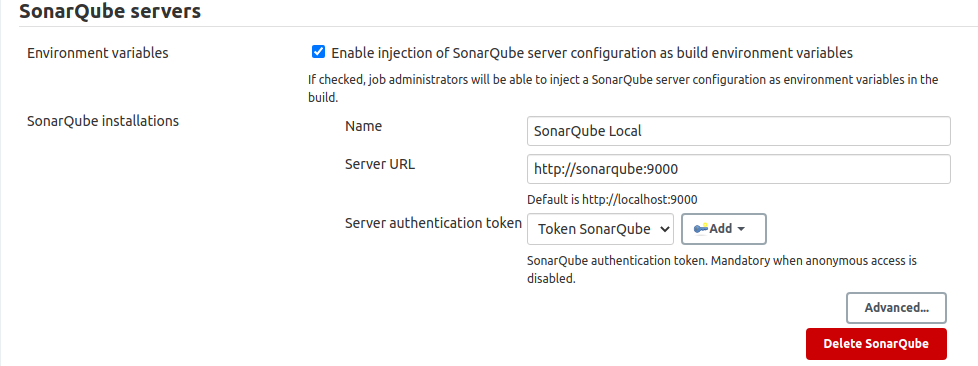 SonarQube servers
Environment variables
Enable injection of SonarQube server configuration as build environment variables
If checked, job administrators will be able to inject a SonarQube server configuration as environment variables in the
build.
SonarQube installations
Name
SonarQube Local
Server URL
http://sonarqube:9000
Default is http://localhost:9000
Server authentication token
Token SonarQube
Add
SonarQube authentication token. Mandatory when anonymous access is
disabled.
Advanced...
Delete SonarQube